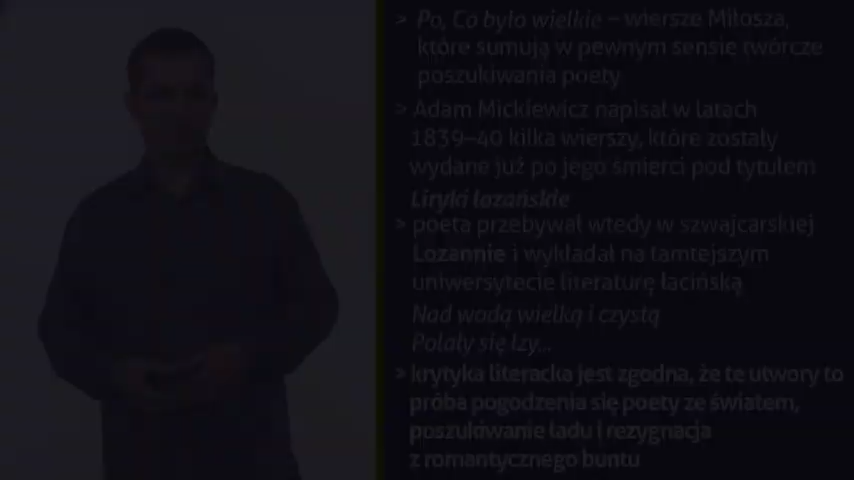 > Po, Co było wielkie – wiersze Miłosza,
które sumują w pewnym sensie twórcze
poszukiwania poety
> Adam Mickiewicz napisał w latach
1839–40 kilka wierszy, które zostały
wydane już po jego śmierci pod tytułem
Liryki lozańskie
> poeta przebywał wtedy w szwajcarskiej
Lozannie i wykładał na tamtejszym
uniwersytecie literaturę łacińską
Nad wodą wielką i czystą
Polały się łzy...
> krytyka literacka jest zgodna, że te utwory to
próba pogodzenia się poety ze światem,
poszukiwanie ładu i rezygnacja
z romantycznego buntu